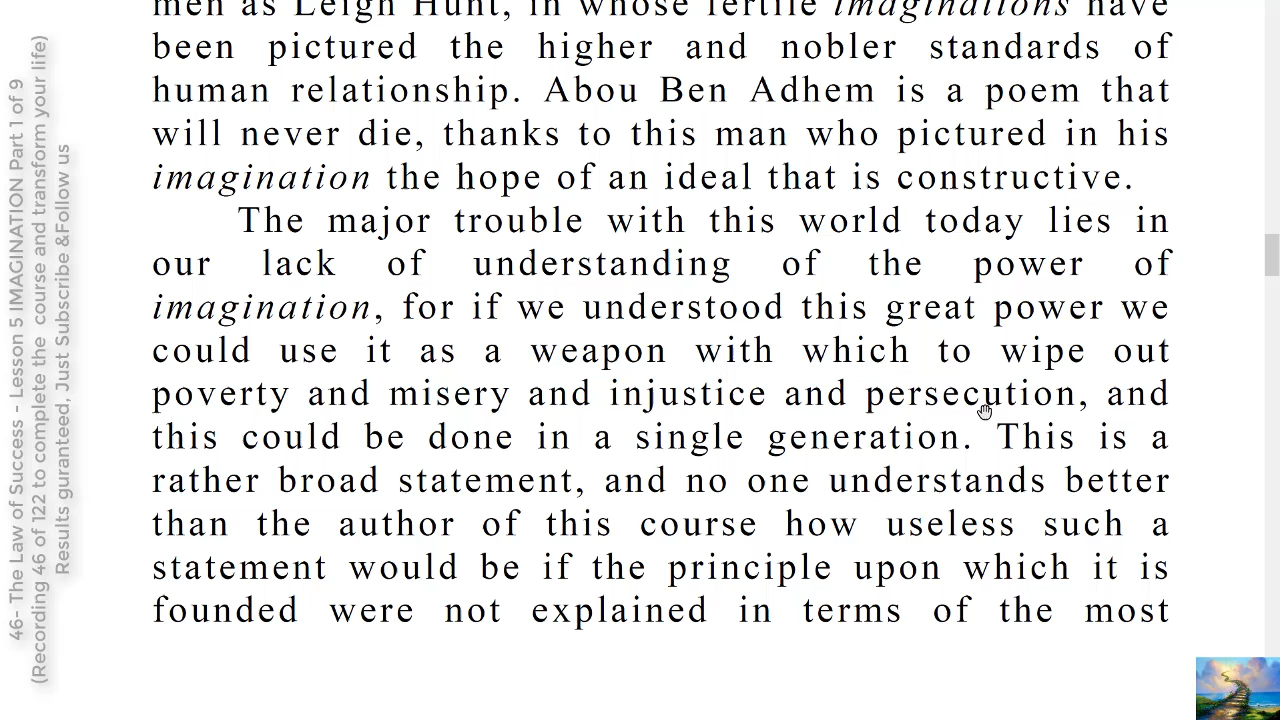 men as Leigh Hunt, in whose fertile imaginations have
been pictured the higher and nobler standards of
human relationship. Abou Ben Adhem is a poem that
will never die, thanks to this man who pictured in his
imagination the hope of an ideal that is constructive.
The major trouble with this world today lies in
our lack of understanding of the power of
imagination, for if we understood this great power we
could use it as a weapon with which to wipe out
poverty and misery and injustice and persecution, and
this could be done in a single generation. This is a
rather broad statement, and no one understands better
than the author of this course how useless such a
statement would be if the principle upon which it is
founded were not explained in terms of the most
46- The Law of Success - Lesson 5 IMAGINATION Part 1 of 9
(Recording 46 of 122 to complete the course and transform your life)
Results guranteed, Just Subscribe &Follow us